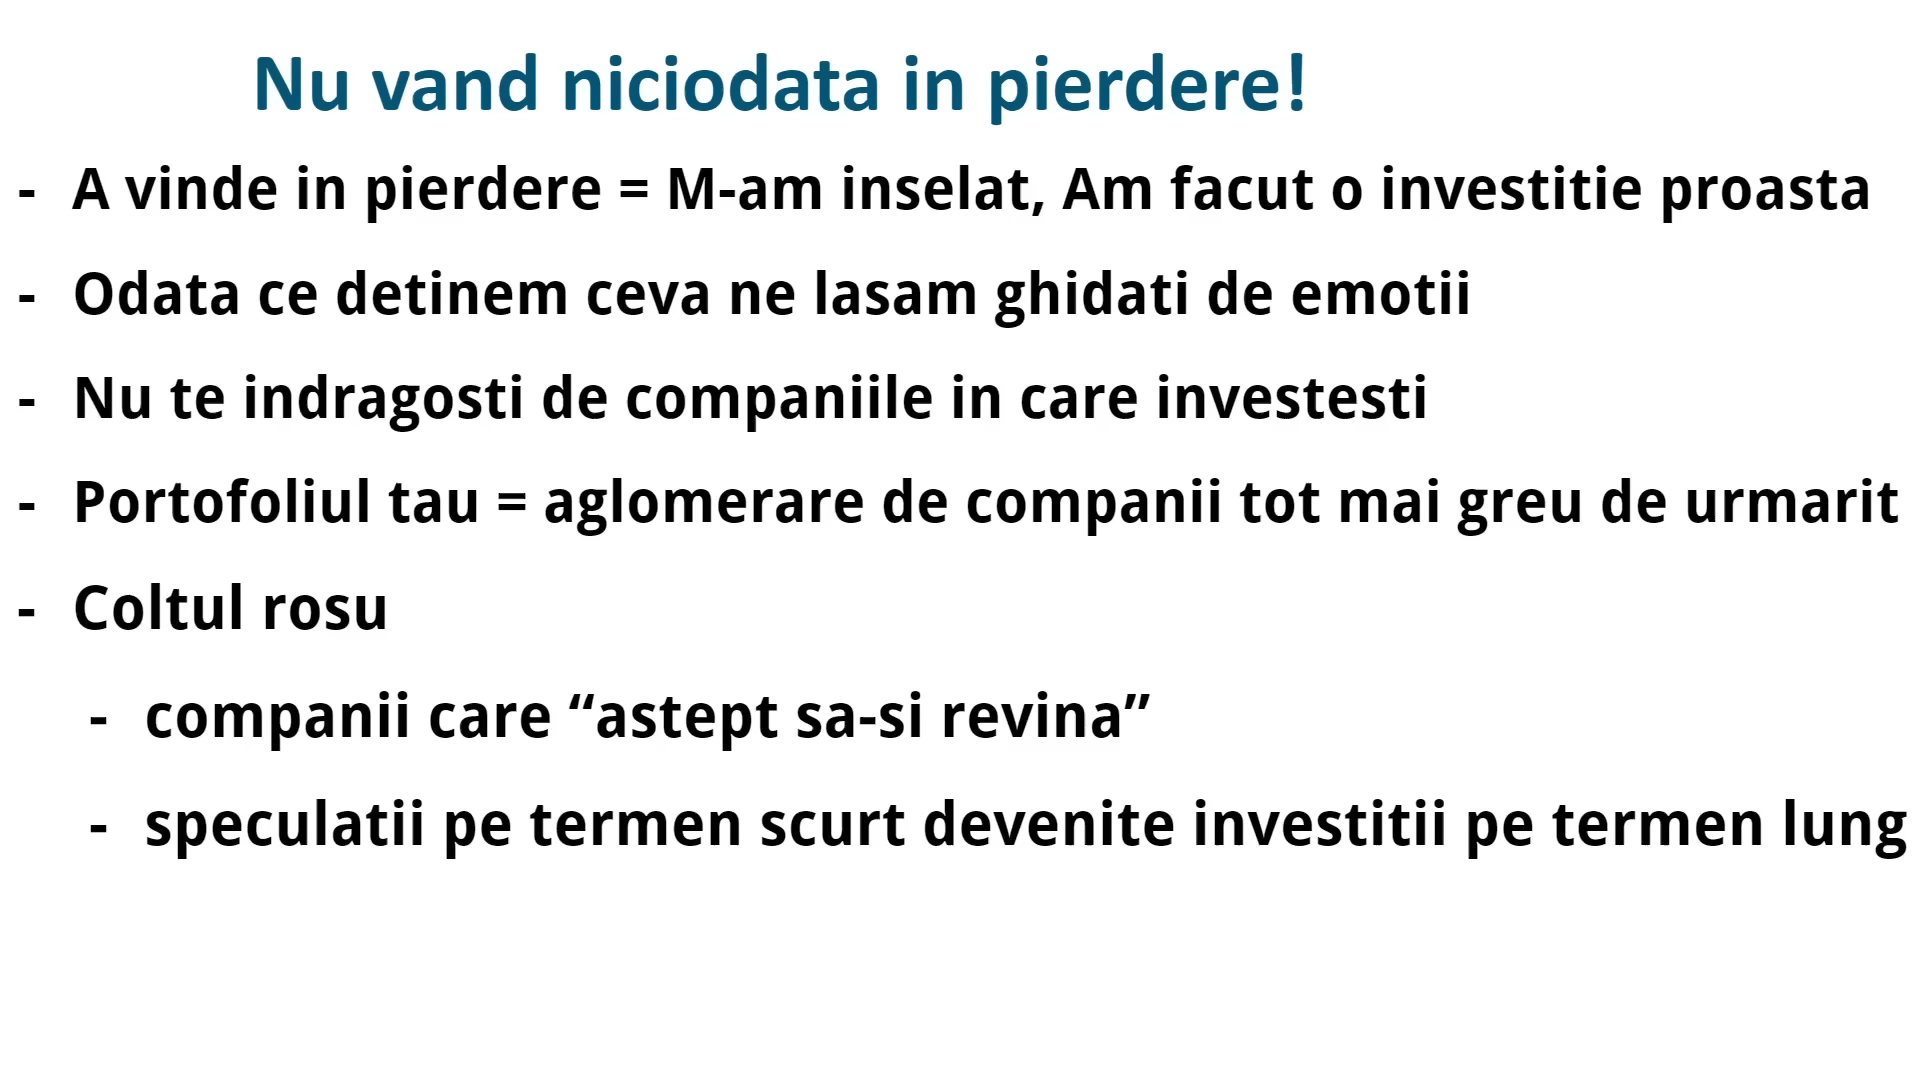 Nu vand niciodata in pierdere!
- A vinde in pierdere = M-am inselat, Am facut o investitie proasta
- Odata ce detinem ceva ne lasam ghidati de emotii
- Nu te indragosti de companiile in care investesti
- Portofoliul tau = aglomerare de companii tot mai greu de urmarit
- Coltul rosu
- companii care “astept sa-si revina”
- speculatii pe termen scurt devenite investitii pe termen lung